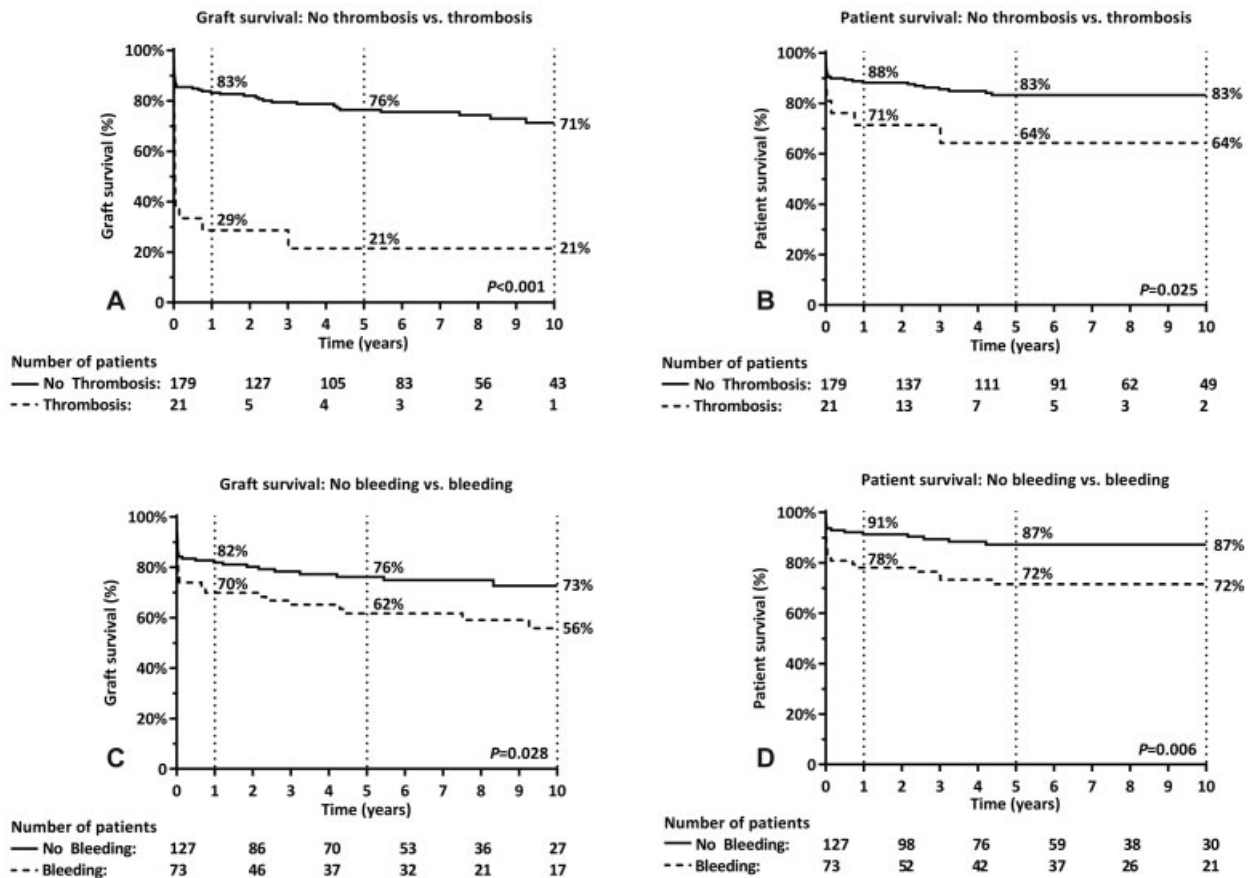 Graft survival: No thrombosis vs. thrombosis
100%
80%
60%
40%
20%
0
Graft survival (%)
83%
76%
71%
29%
21%
21%
A
P<0.001
0 1 2 3 4 5 6 7 8 9 10
Time (years)
Number of patients
No Thrombosis: 179 127 105 83 56 43
Thrombosis: 21 5 4 3 2 1
Patient survival: No thrombosis vs. thrombosis
100%
80%
60%
40%
20%
0
Patient survival (%)
88%
83%
83%
71%
64%
64%
B
P=0.025
0 1 2 3 4 5 6 7 8 9 10
Time (years)
Number of patients
No Thrombosis: 179 137 111 91 62 49
Thrombosis: 21 13 7 5 3 2
Graft survival: No bleeding vs. bleeding
100%
80%
60%
40%
20%
0
Graft survival (%)
82%
76%
73%
70%
62%
56%
C
P=0.028
0 1 2 3 4 5 6 7 8 9 10
Time (years)
Number of patients
No Bleeding: 127 86 70 53 36 27
Bleeding: 73 46 37 32 21 17
Patient survival: No bleeding vs. bleeding
100%
80%
60%
40%
20%
0
Patient survival (%)
91%
87%
87%
78%
72%
72%
D
P=0.006
0 1 2 3 4 5 6 7 8 9 10
Time (years)
Number of patients
No Bleeding: 127 98 76 59 38 30
Bleeding: 73 52 42 37 26 21